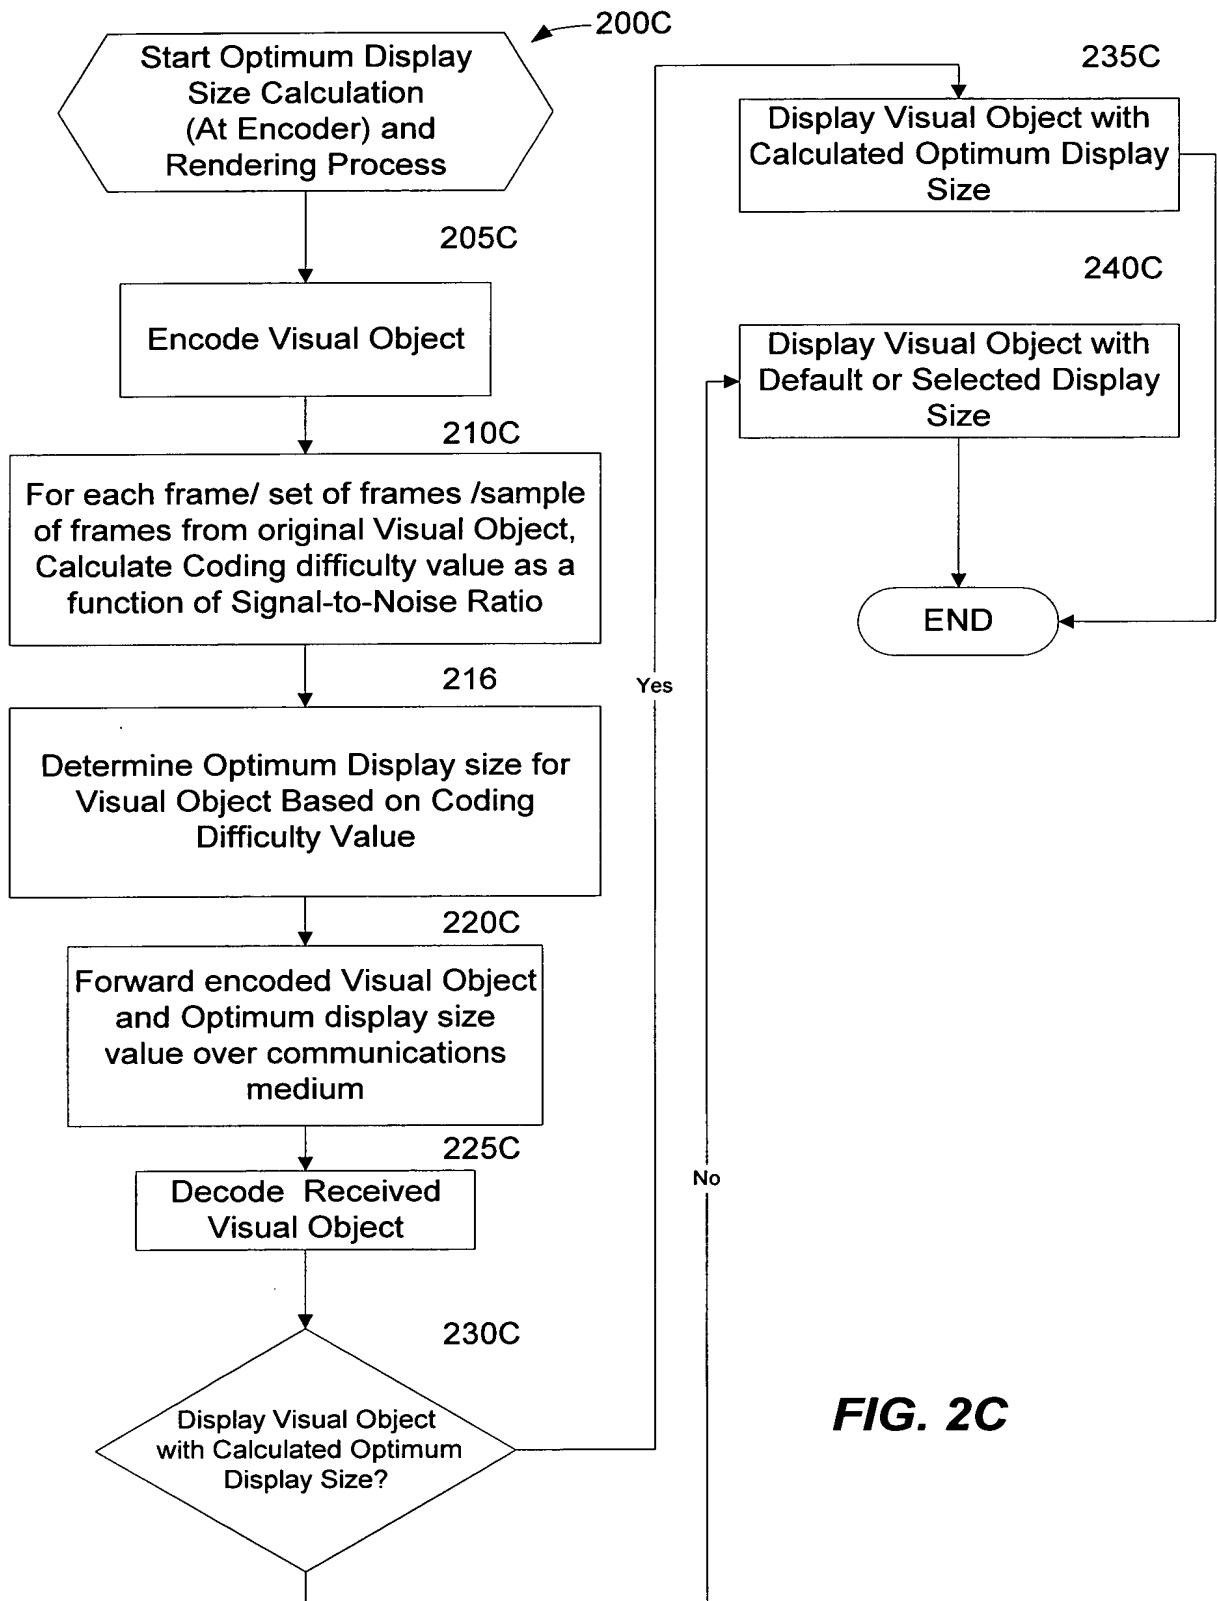 200C
Start Optimum Display
Size Calculation
(At Encoder) and
Rendering Process
205C
Encode Visual Object
210C
For each frame/ set of frames /sample
of frames from original Visual Object,
Calculate Coding difficulty value as a
function of Signal-to-Noise Ratio
216
Determine Optimum Display size for
Visual Object Based on Coding
Difficulty Value
220C
Forward encoded Visual Object
and Optimum display size
value over communications
medium
225C
Decode Received
Visual Object
230C
Display Visual Object
with Calculated Optimum
Display Size?
Yes
No
235C
Display Visual Object with
Calculated Optimum Display
Size
240C
Display Visual Object with
Default or Selected Display
Size
END
FIG. 2C